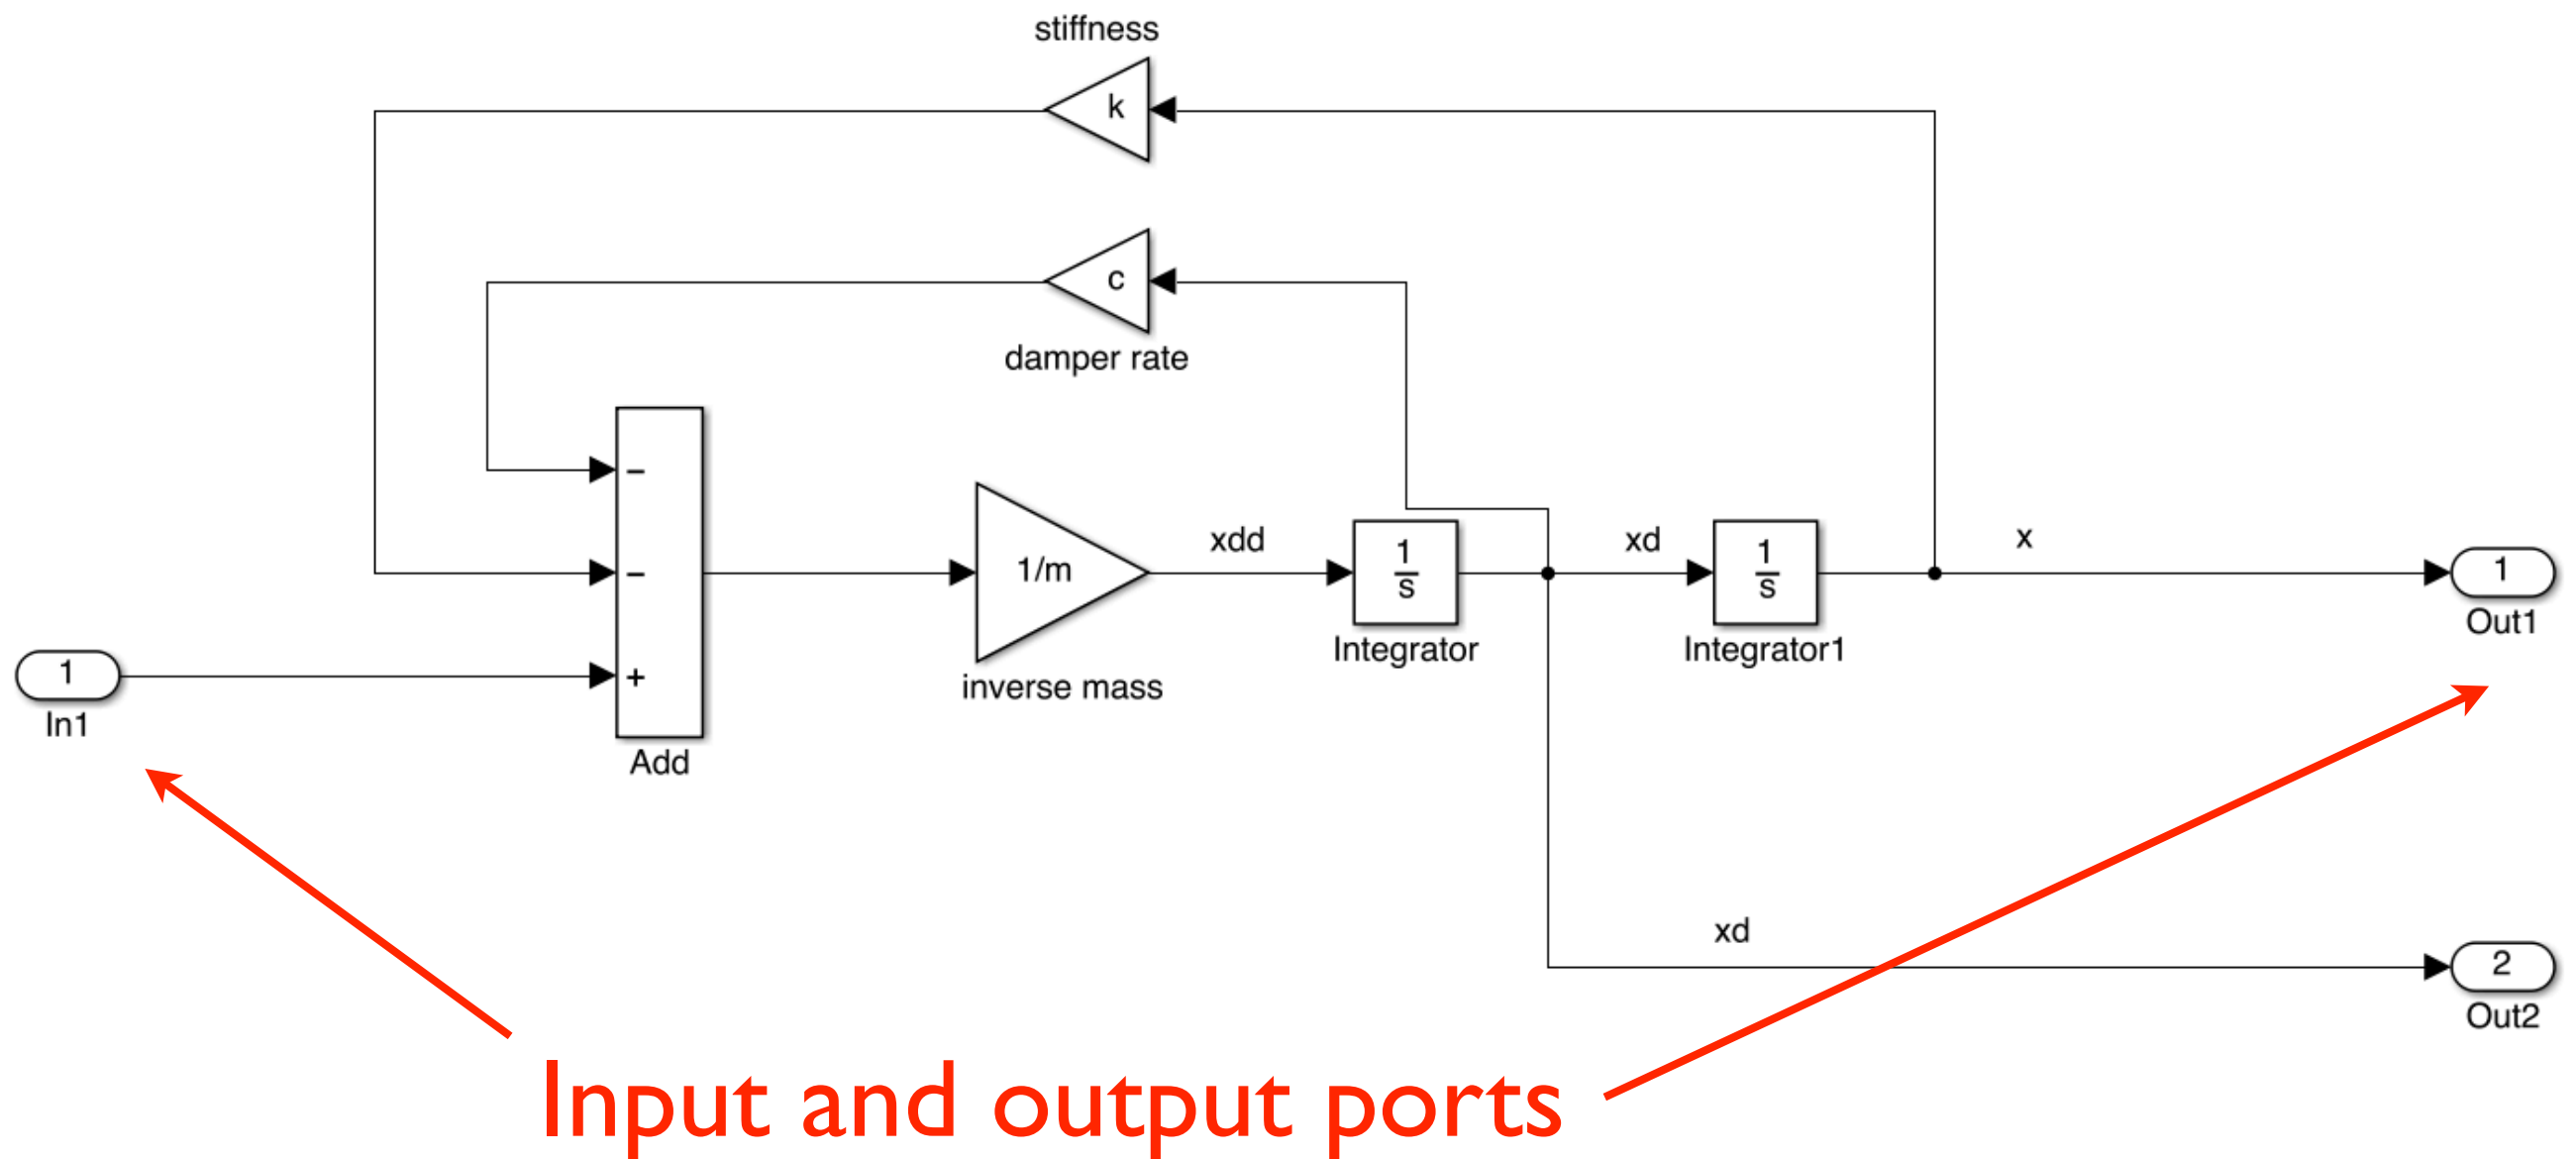 stiffness
k
c
damper rate
−
−
+
Add
1
In1
1/m
inverse mass
xdd
1
s
Integrator
xd
1
s
Integrator1
x
1
Out1
xd
2
Out2
Input and output ports